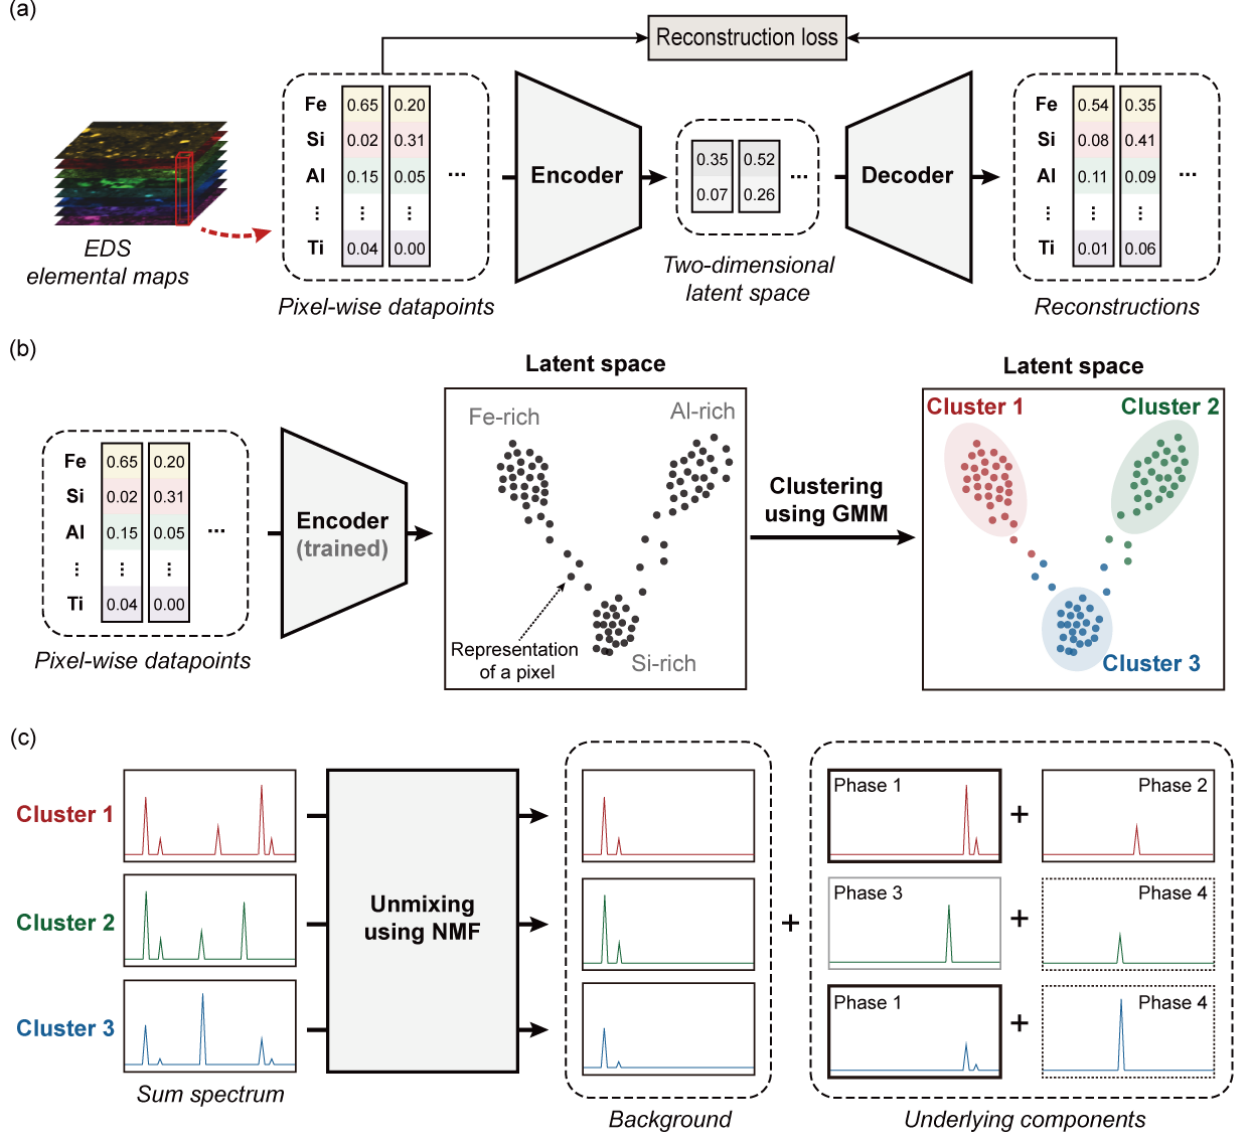 (a)
Reconstruction loss
Fe 0.65 0.20
Si 0.02 0.31
Al 0.15 0.05 ...
⋮ ⋮ ⋮
Ti 0.04 0.00
EDS
elemental maps
Pixel-wise datapoints
Encoder
0.35 0.52
0.07 0.26
...
Two-dimensional
latent space
Decoder
0.54 0.35
0.08 0.41
0.11 0.09 ...
⋮ ⋮
0.01 0.06
Fe
Si
Al
⋮
Ti
Reconstructions
(b)
Fe 0.65 0.20
Si 0.02 0.31
Al 0.15 0.05 ...
⋮ ⋮ ⋮
Ti 0.04 0.00
Pixel-wise datapoints
Encoder
(trained)
Latent space
Fe-rich
Al-rich
Representation
of a pixel
Si-rich
Clustering
using GMM
Latent space
Cluster 1
Cluster 2
Cluster 3
(c)
Cluster 1
Cluster 2
Cluster 3
Sum spectrum
Unmixing
using NMF
Background
+
Phase 1 + Phase 2
Phase 3 + Phase 4
Phase 1 + Phase 4
Underlying components